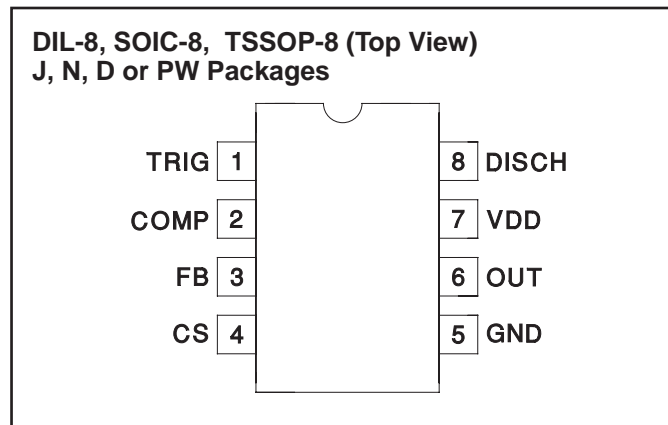 DIL-8, SOIC-8, TSSOP-8 (Top View)
J, N, D or PW Packages
TRIG 1 8 DISCH
COMP 2 7 VDD
FB 3 6 OUT
CS 4 5 GND